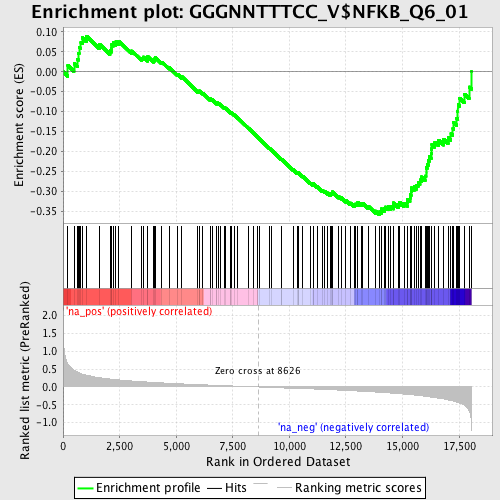 Enrichment plot: GGGNNTTTCC_V$NFKB_Q6_01
Enrichment score (ES)
0.10
0.05
0.00
-0.05
-0.10
-0.15
-0.20
-0.25
-0.30
-0.35
'na_pos' (positively correlated)
Ranked list metric (PreRanked)
2.0
1.5
1.0
0.5
0.0
-0.5
-1.0
Zero cross at 8626
'na_neg' (negatively correlated)
0 2,500 5,000 7,500 10,000 12,500 15,000 17,500
Rank in Ordered Dataset
Enrichment profile Hits Ranking metric scores